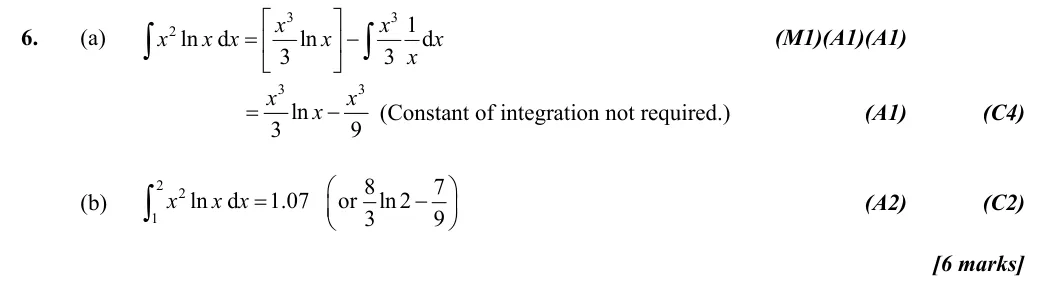 6. (a) ∫ x² ln x dx = [x³/3 ln x] − ∫ x³/3 1/x dx (M1)(A1)(A1)
= x³/3 ln x − x³/9 (Constant of integration not required.) (A1) (C4)
(b) ∫₁² x² ln x dx = 1.07 (or 8/3 ln 2 − 7/9) (A2) (C2)
[6 marks]